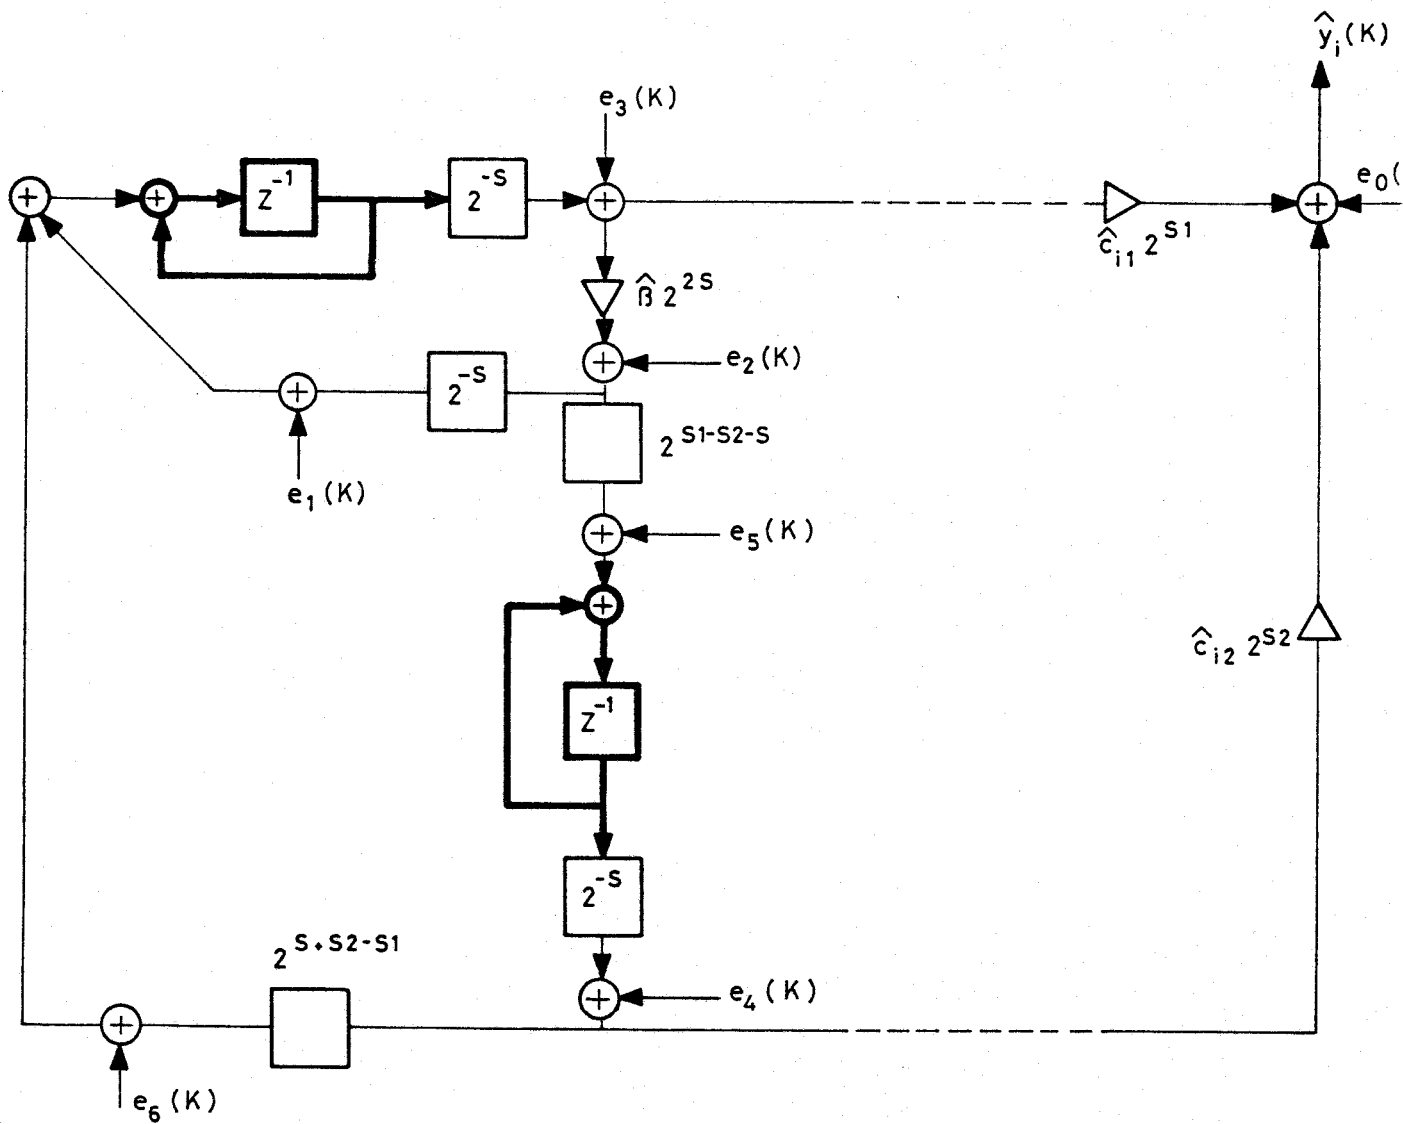 ŷᵢ(K)
e₃(K)
e₀(
Z⁻¹
2⁻ˢ
ĉᵢ₁ 2ˢ¹
β̂ 2²ˢ
e₂(K)
2⁻ˢ
2ˢ¹⁻ˢ²⁻ˢ
e₁(K)
e₅(K)
ĉᵢ₂ 2ˢ²
Z⁻¹
2⁻ˢ
2ˢ⁺ˢ²⁻ˢ¹
e₄(K)
e₆(K)